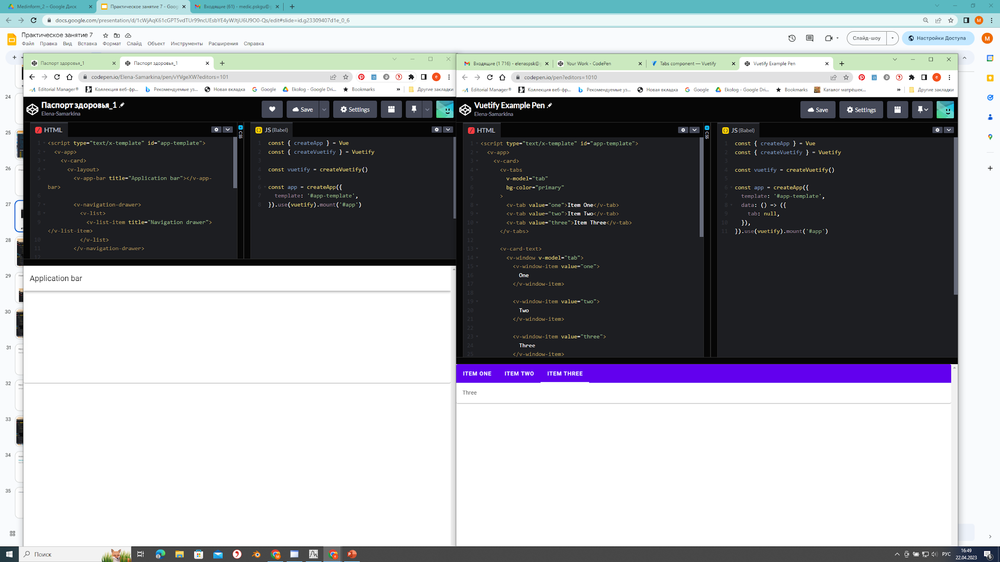 Medinform_2 – Google Диск
Практическое занятие 7 - Goog
Входящие (61) - medic.pskgu@g
docs.google.com/presentation/d/1cWjAqK61cGPT5vdTUr99ncUEsbYE4yWJtjU6U9O0-Qs/edit#slide=id.g23309407d1e_0_6
M
Практическое занятие 7
Файл Правка Вид Вставка Формат Слайд Объект Инструменты Расширения Справка
Слайд-шоу
Настройки Доступа
M
24
25
26
27
28
29
30
31
32
33
34
35
Паспорт здоровья_1
Паспорт здоровья_1
codepen.io/Elena-Samarkina/pen/vYVgeXW?editors=101
e
Editorial Manager®
Коллекция веб-фр...
Рекомендуемые уз...
Новая вкладка
Google
Ekolog - Google Dri...
Bookmarks
»
Другие закладки
Паспорт здоровья_1
Elena-Samarkina
Save
Settings
HTML
CSS
JS (Babel)
1 <script type="text/x-template" id="app-template">
2 <v-app>
3 <v-card>
4 <v-layout>
5 <v-app-bar title="Application bar"></v-app-
bar>
6
7 <v-navigation-drawer>
8 <v-list>
9 <v-list-item title="Navigation drawer">
</v-list-item>
10 </v-list>
11 </v-navigation-drawer>
12
1 const { createApp } = Vue
2 const { createVuetify } = Vuetify
3
4 const vuetify = createVuetify()
5
6 const app = createApp({
7 template: '#app-template',
8 }).use(vuetify).mount('#app')
Application bar
Входящие (1 716) - elenaspsk@g
Your Work - CodePen
Tabs component — Vuetify
Vuetify Example Pen
codepen.io/pen?editors=1010
e
Editorial Manager®
Коллекция веб-фр...
Рекомендуемые уз...
Новая вкладка
Google
Ekolog - Google Dri...
Bookmarks
Каталог матрёшек...
»
Другие закладки
Vuetify Example Pen
Elena-Samarkina
Save
Settings
HTML
CSS
JS (Babel)
1 <script type="text/x-template" id="app-template">
2 <v-app>
3 <v-card>
4 <v-tabs
5 v-model="tab"
6 bg-color="primary"
7 >
8 <v-tab value="one">Item One</v-tab>
9 <v-tab value="two">Item Two</v-tab>
10 <v-tab value="three">Item Three</v-tab>
11 </v-tabs>
12
13 <v-card-text>
14 <v-window v-model="tab">
15 <v-window-item value="one">
16 One
17 </v-window-item>
18
19 <v-window-item value="two">
20 Two
21 </v-window-item>
22
23 <v-window-item value="three">
24 Three
25 </v-window-item>
1 const { createApp } = Vue
2 const { createVuetify } = Vuetify
3
4 const vuetify = createVuetify()
5
6 const app = createApp({
7 template: '#app-template',
8 data: () => ({
9 tab: null,
10 }),
11 }).use(vuetify).mount('#app')
ITEM ONE ITEM TWO ITEM THREE
Three
Поиск
РУС
16:49
22.04.2023
6